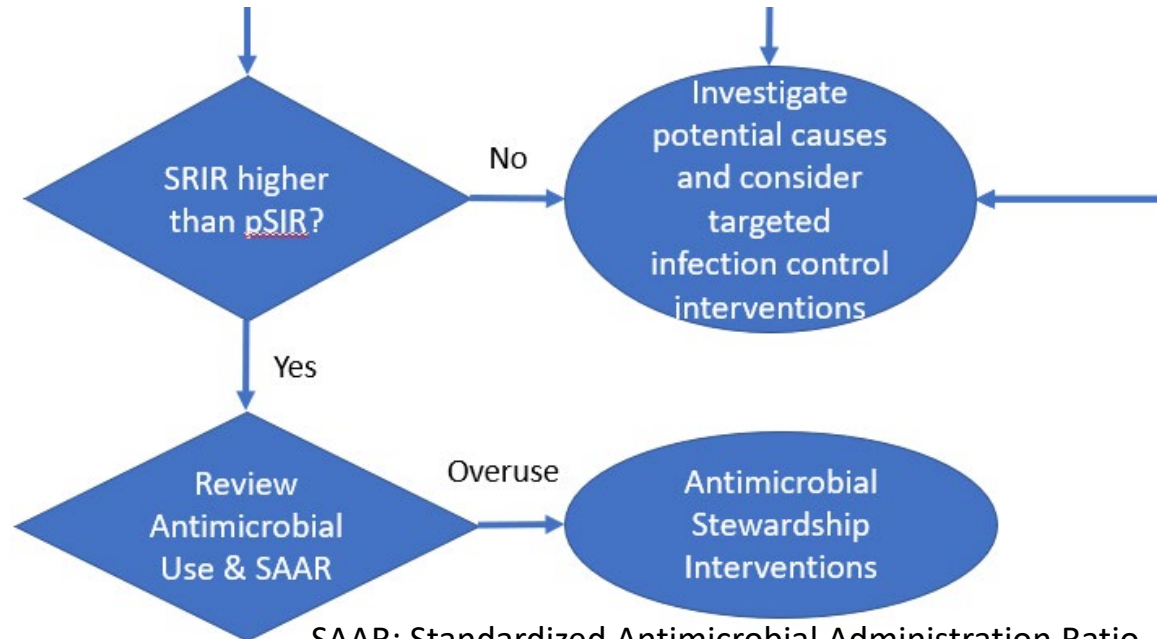 SRIR higher
than pSIR?
No
Investigate
potential causes
and consider
targeted
infection control
interventions
Yes
Review
Antimicrobial
Use & SAAR
Overuse
Antimicrobial
Stewardship
Interventions
SAAR: Standardized Antimicrobial Administration Ratio